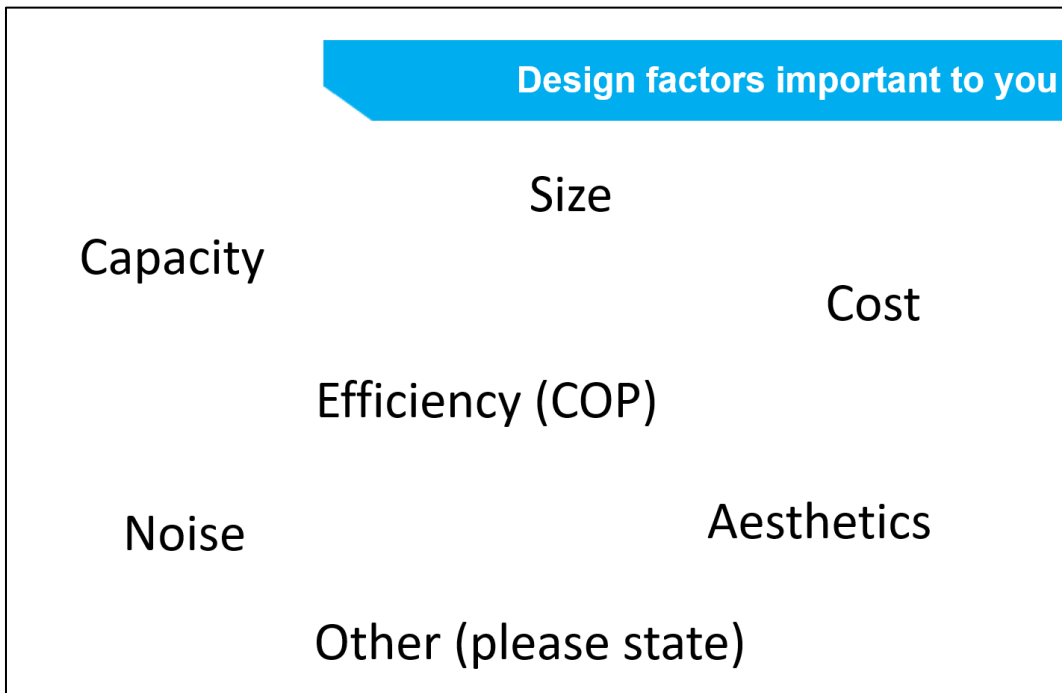 Design factors important to you
Size
Capacity
Cost
Efficiency (COP)
Aesthetics
Noise
Other (please state)